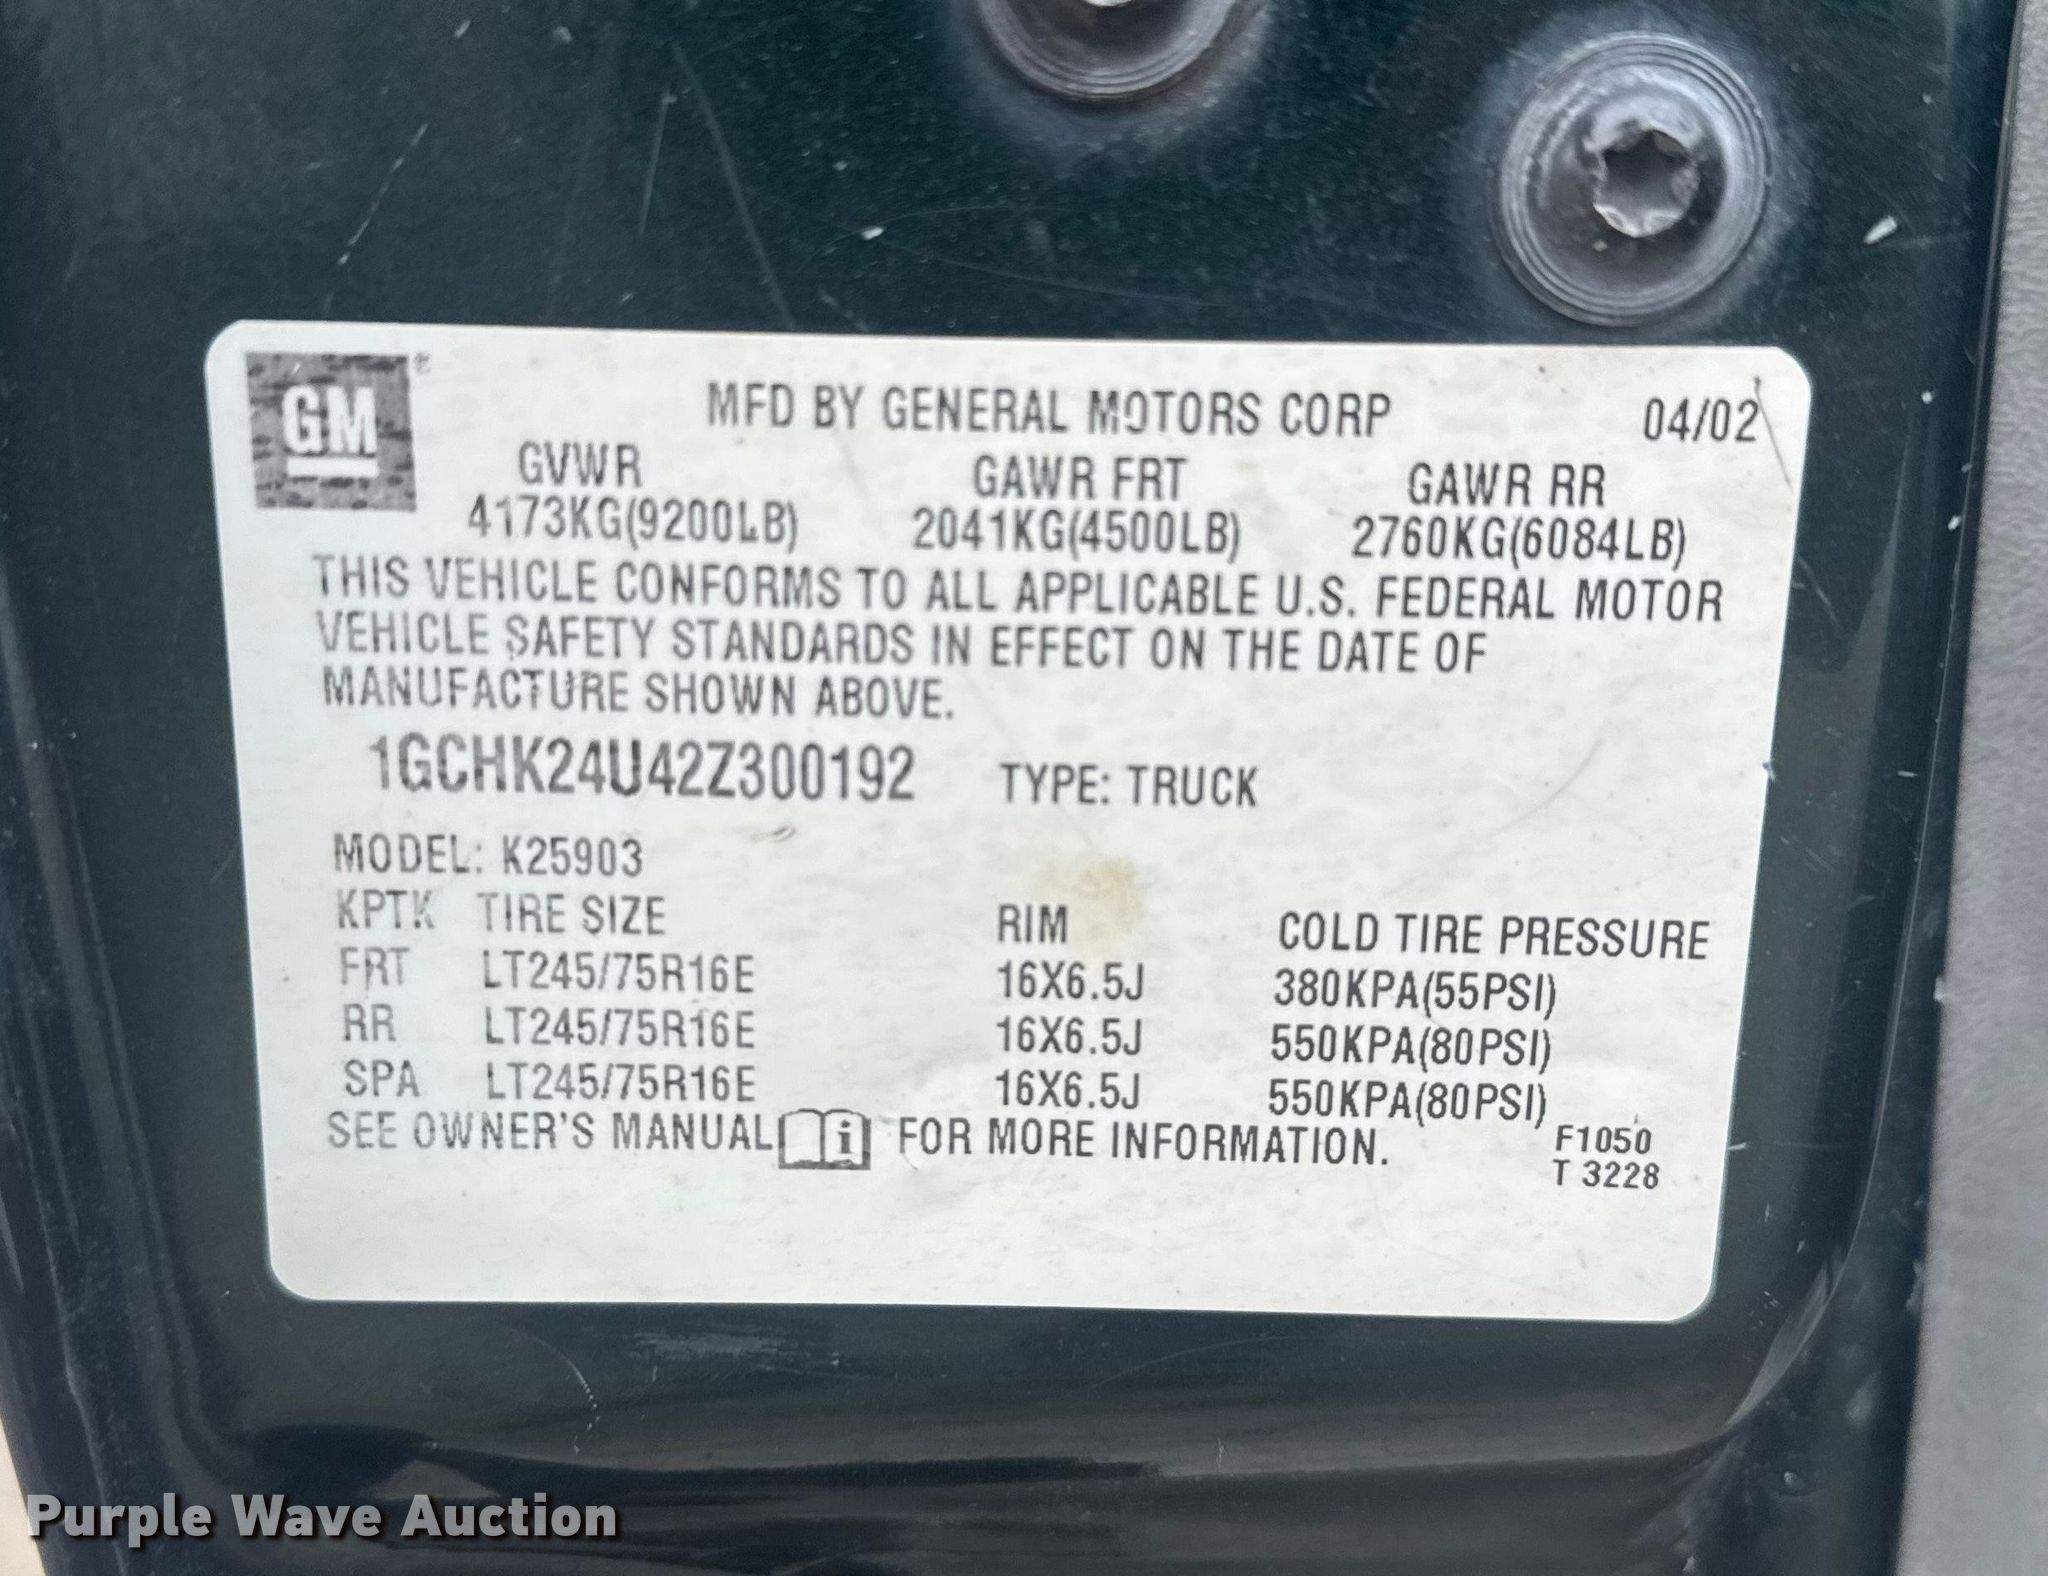 GM®
MFD BY GENERAL MOTORS CORP 04/02
GVWR GAWR FRT GAWR RR
4173KG(9200LB) 2041KG(4500LB) 2760KG(6084LB)
THIS VEHICLE CONFORMS TO ALL APPLICABLE U.S. FEDERAL MOTOR
VEHICLE SAFETY STANDARDS IN EFFECT ON THE DATE OF
MANUFACTURE SHOWN ABOVE.
1GCHK24U42Z300192 TYPE: TRUCK
MODEL: K25903
KPTK TIRE SIZE RIM COLD TIRE PRESSURE
FRT LT245/75R16E 16X6.5J 380KPA(55PSI)
RR LT245/75R16E 16X6.5J 550KPA(80PSI)
SPA LT245/75R16E 16X6.5J 550KPA(80PSI)
SEE OWNER'S MANUAL i FOR MORE INFORMATION.
F1050
T 3228
Purple Wave Auction